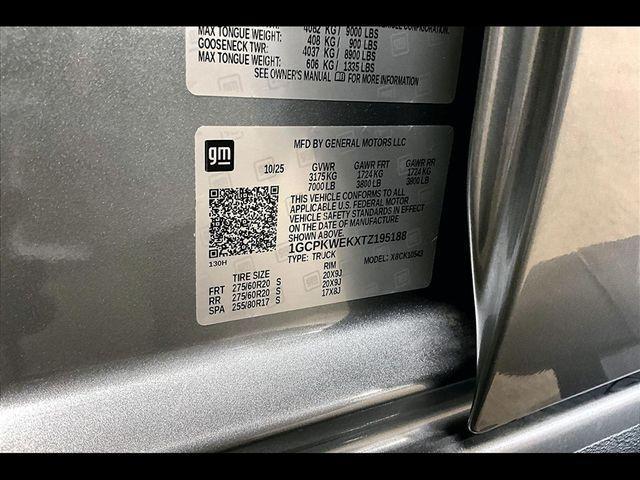 MAX TONGUE WEIGHT: 4082 KG/ 9000 LBS
408 KG/ 900 LBS
GOOSENECK TWR: 4037 KG/ 8900 LBS
MAX TONGUE WEIGHT: 606 KG/ 1335 LBS
SEE OWNER'S MANUAL FOR MORE INFORMATION
gm
MFD BY GENERAL MOTORS LLC
10/25 GVWR GAWR FRT GAWR RR
3175 KG 1724 KG 1724 KG
7000 LB 3800 LB 3800 LB
THIS VEHICLE CONFORMS TO ALL
APPLICABLE U.S. FEDERAL MOTOR
VEHICLE SAFETY STANDARDS IN EFFECT
ON THE DATE OF MANUFACTURE SHOWN ABOVE.
1GCPKWEKXTZ195188
130H TYPE: TRUCK MODEL: X8CK10543
TIRE SIZE RIM
FRT 275/60R20 S 20X9J
RR 275/60R20 S 20X9J
SPA 255/80R17 S 17X8J